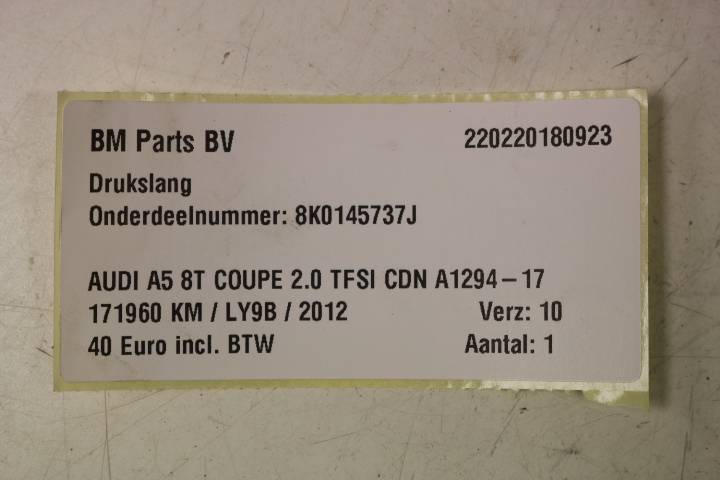 BM Parts BV 220220180923
Drukslang
Onderdeelnummer: 8K0145737J
AUDI A5 8T COUPE 2.0 TFSI CDN A1294-17
171960 KM / LY9B / 2012 Verz: 10
40 Euro incl. BTW Aantal: 1